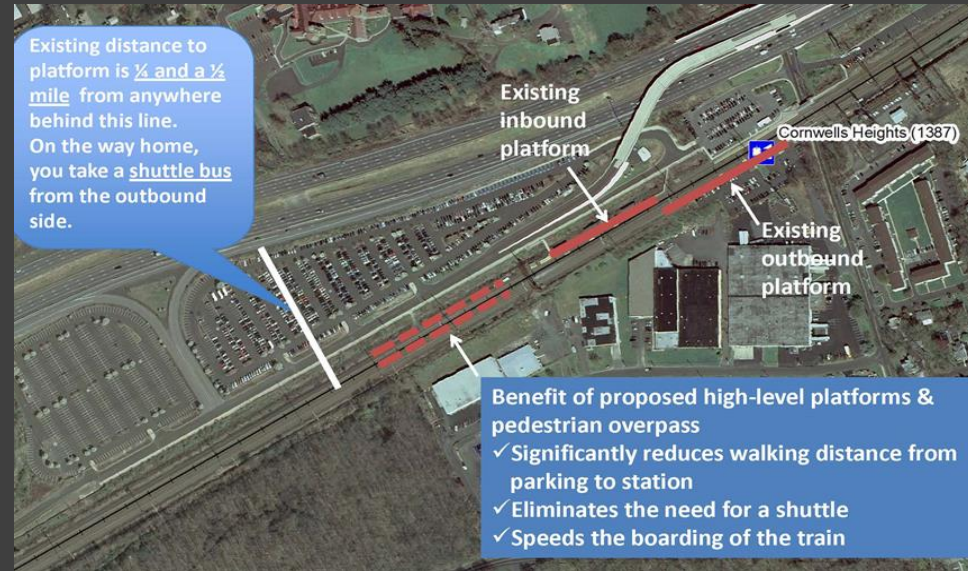 Existing distance to
platform is ¼ and a ½
mile from anywhere
behind this line.
On the way home,
you take a shuttle bus
from the outbound
side.
Existing
inbound
platform
Cornwells Heights (1387)
Existing
outbound
platform
Benefit of proposed high-level platforms &
pedestrian overpass
✓Significantly reduces walking distance from
parking to station
✓Eliminates the need for a shuttle
✓Speeds the boarding of the train